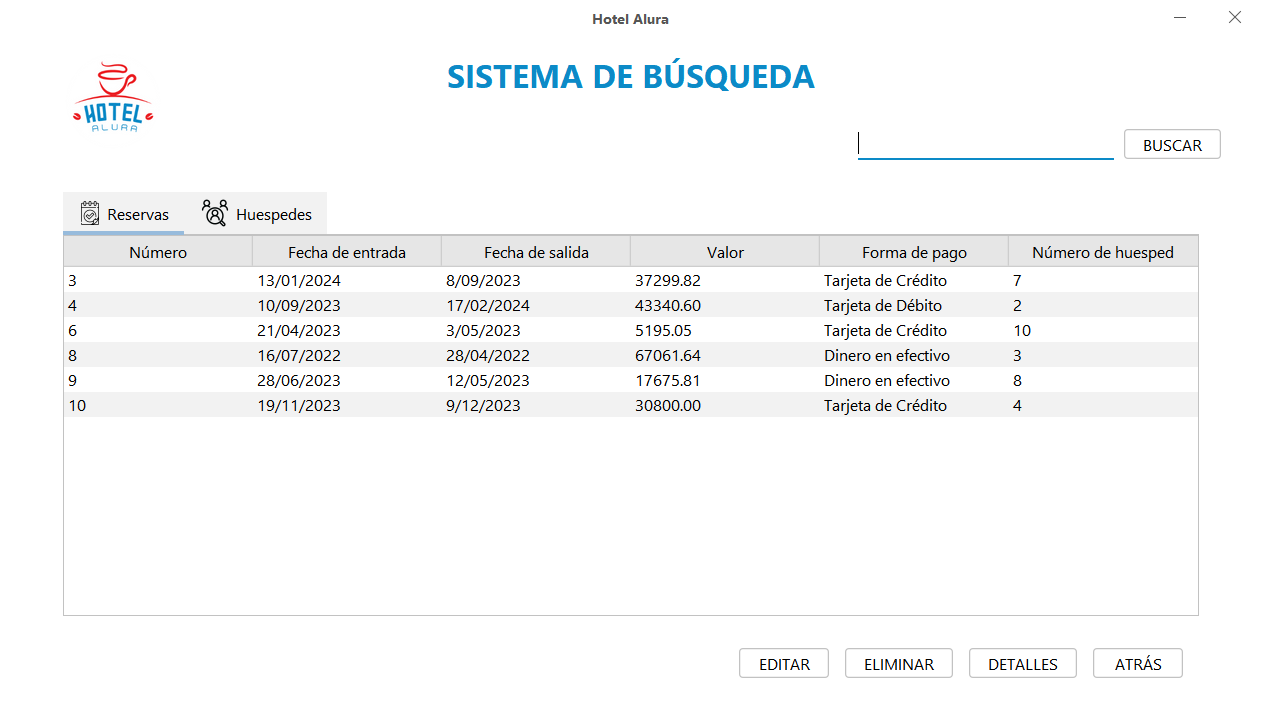 Hotel Alura
HOTEL
ALURA
SISTEMA DE BÚSQUEDA
BUSCAR
Reservas Huespedes
Número Fecha de entrada Fecha de salida Valor Forma de pago Número de huesped
3 13/01/2024 8/09/2023 37299.82 Tarjeta de Crédito 7
4 10/09/2023 17/02/2024 43340.60 Tarjeta de Débito 2
6 21/04/2023 3/05/2023 5195.05 Tarjeta de Crédito 10
8 16/07/2022 28/04/2022 67061.64 Dinero en efectivo 3
9 28/06/2023 12/05/2023 17675.81 Dinero en efectivo 8
10 19/11/2023 9/12/2023 30800.00 Tarjeta de Crédito 4
EDITAR ELIMINAR DETALLES ATRÁS